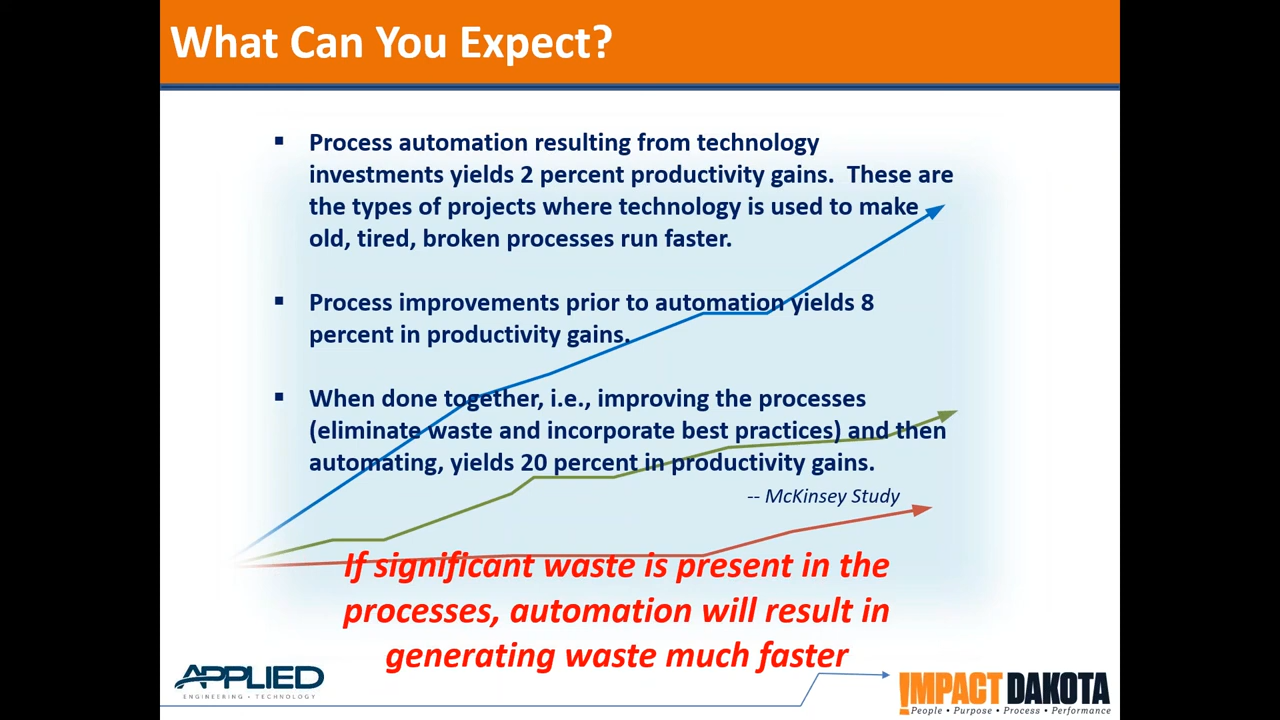 What Can You Expect?
▪ Process automation resulting from technology
investments yields 2 percent productivity gains.  These are
the types of projects where technology is used to make
old, tired, broken processes run faster.
▪ Process improvements prior to automation yields 8
percent in productivity gains.
▪ When done together, i.e., improving the processes
(eliminate waste and incorporate best practices) and then
automating, yields 20 percent in productivity gains.
-- McKinsey Study
If significant waste is present in the
processes, automation will result in
generating waste much faster
APPLIED
ENGINEERING • TECHNOLOGY
IMPACT DAKOTA
People • Purpose • Process • Performance